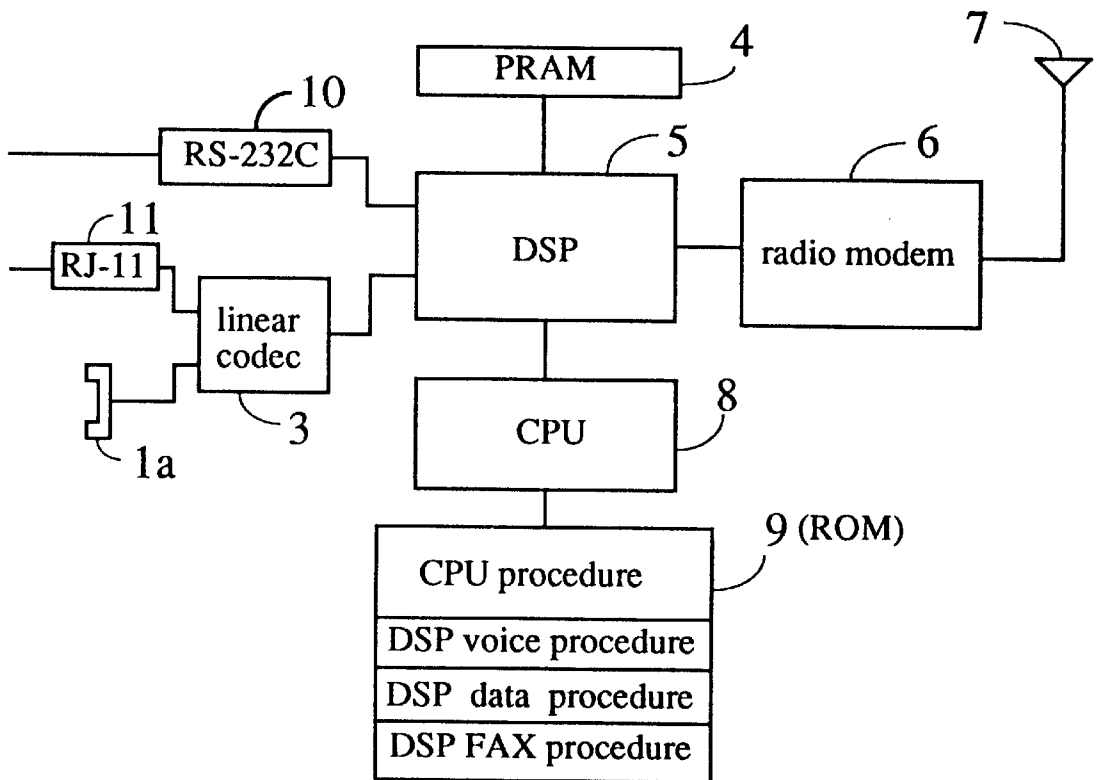 7
PRAM
4
10
RS-232C
5
6
11
RJ-11
DSP
radio modem
linear
codec
3
1a
CPU
8
9 (ROM)
CPU procedure
DSP voice procedure
DSP data procedure
DSP FAX procedure